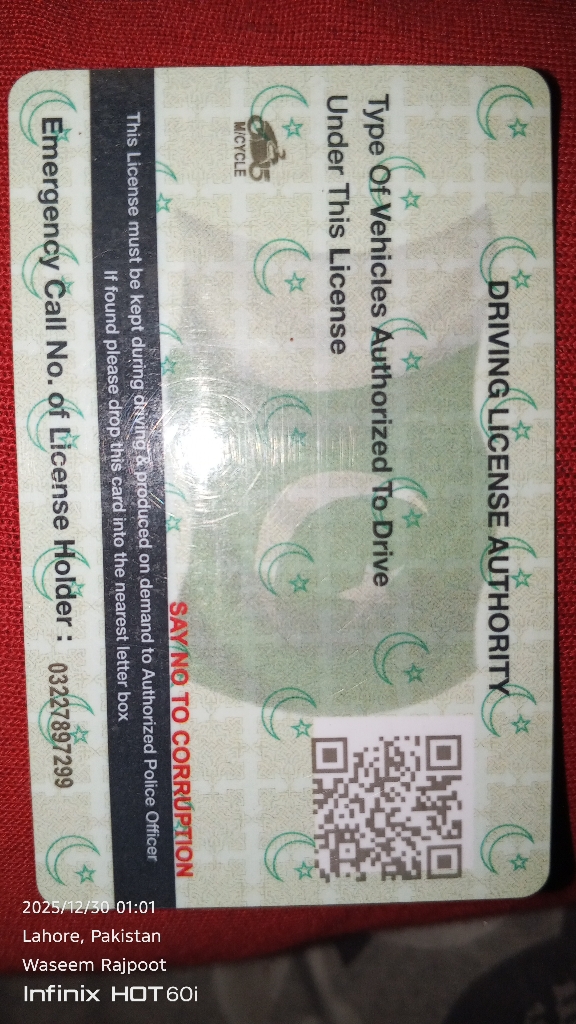 DRIVING LICENSE AUTHORITY
Type Of Vehicles Authorized To Drive
Under This License
M/CYCLE
SAY NO TO CORRUPTION
This License must be kept during driving & produced on demand to Authorized Police Officer
If found please drop this card into the nearest letter box
Emergency Call No. of License Holder : 03227897299
2025/12/30 01:01
Lahore, Pakistan
Waseem Rajpoot
Infinix HOT 60i